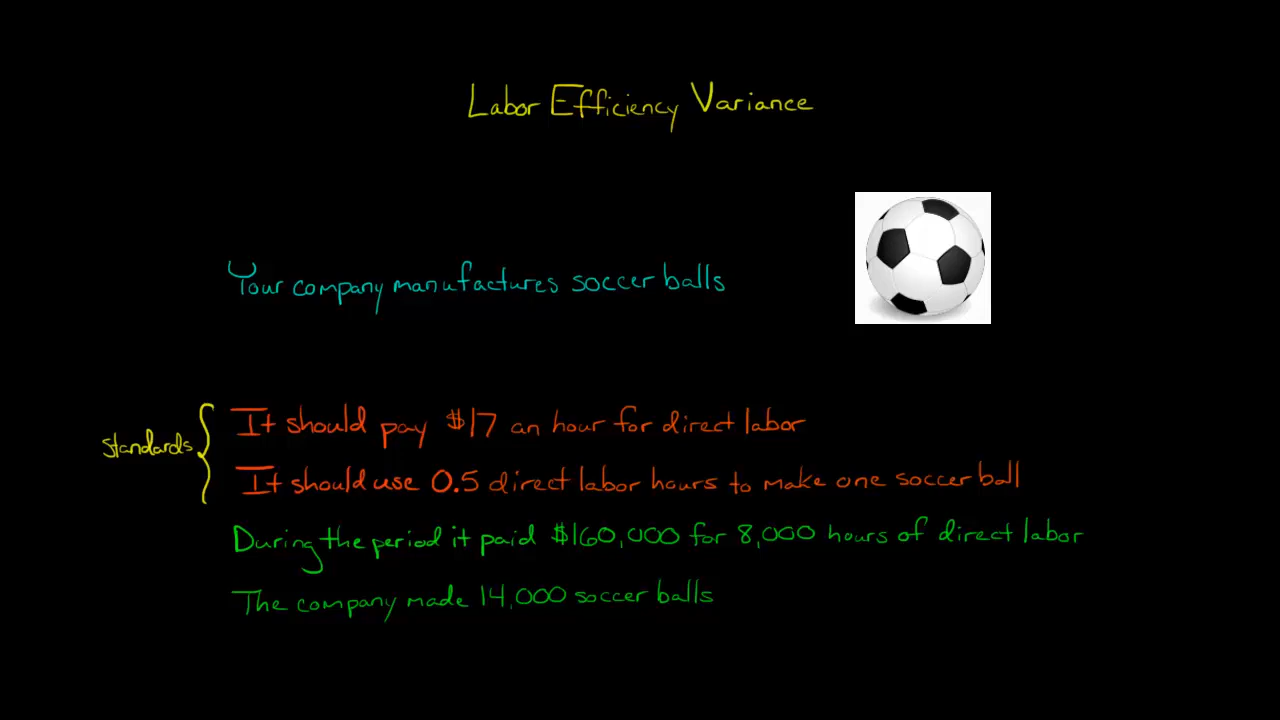 Labor Efficiency Variance
Your company manufactures soccer balls
Standards
It should pay $17 an hour for direct labor
It should use 0.5 direct labor hours to make one soccer ball
During the period it paid $160,000 for 8,000 hours of direct labor
The company made 14,000 soccer balls